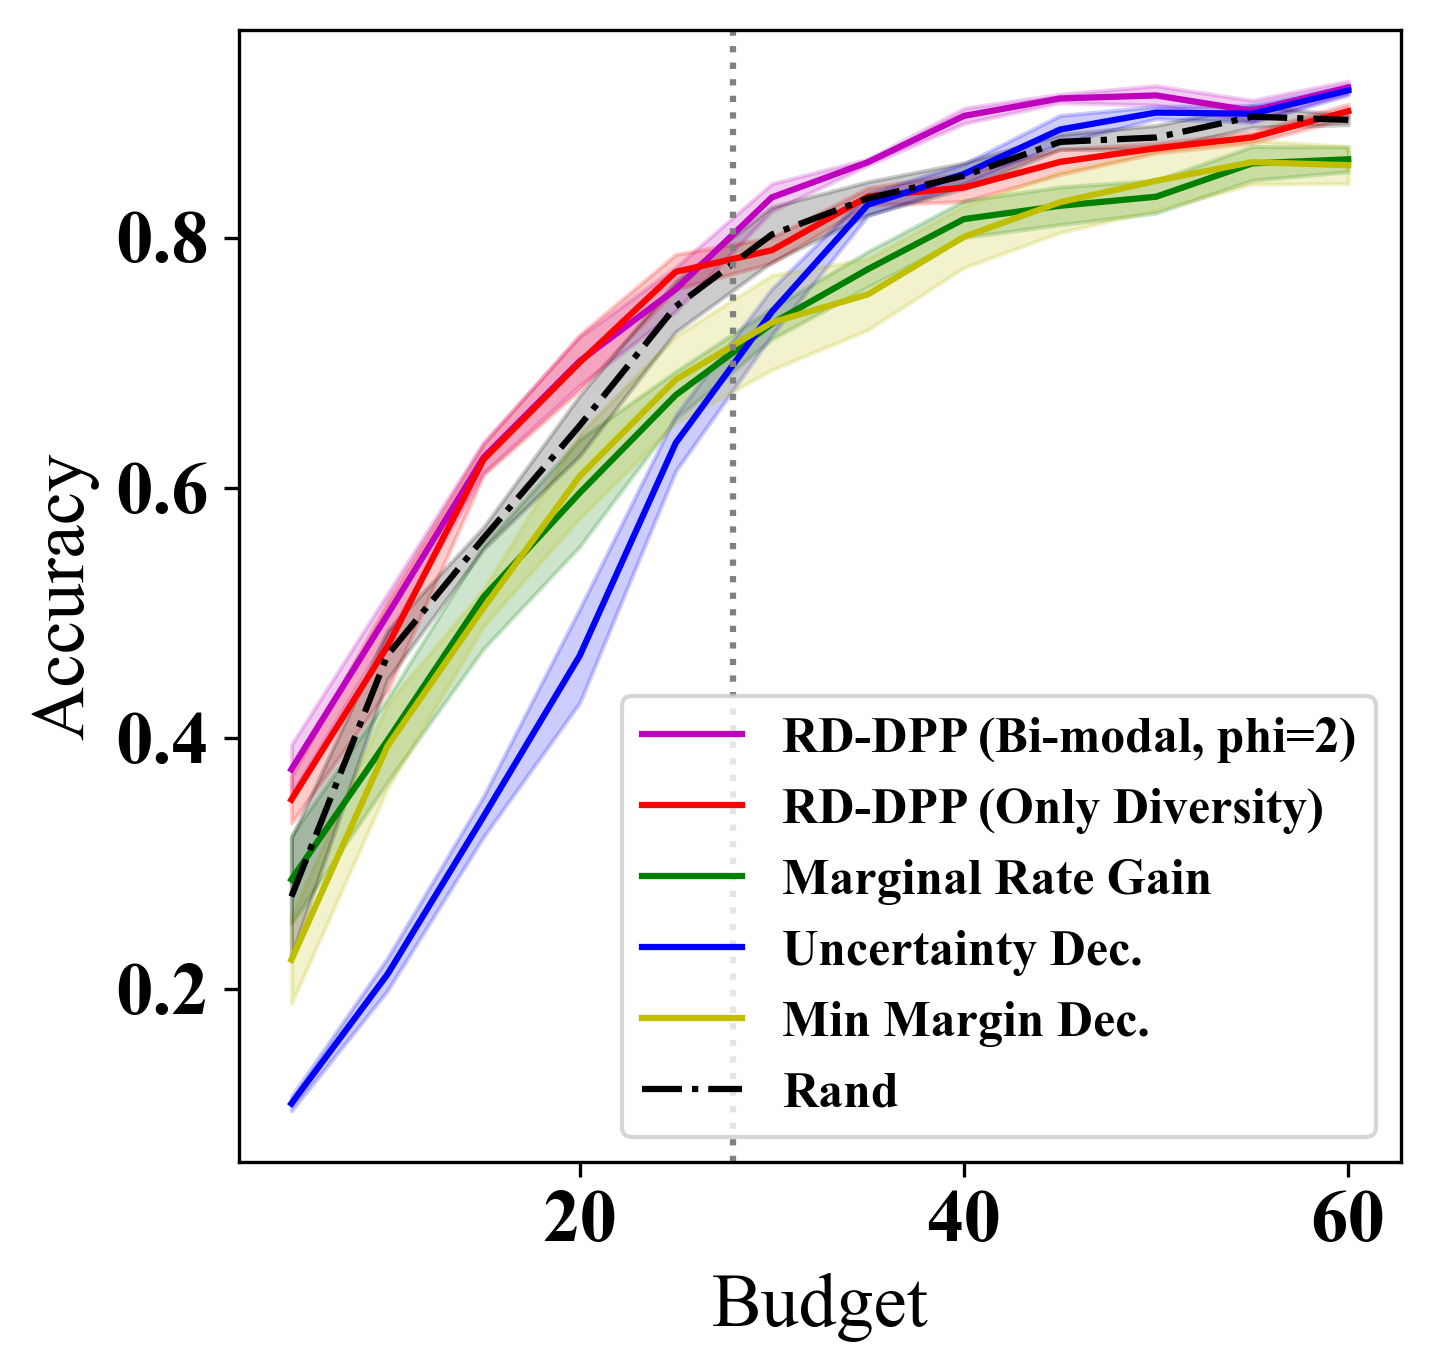 Accuracy
0.8
0.6
0.4
0.2
RD-DPP (Bi-modal, phi=2)
RD-DPP (Only Diversity)
Marginal Rate Gain
Uncertainty Dec.
Min Margin Dec.
Rand
20 40 60
Budget